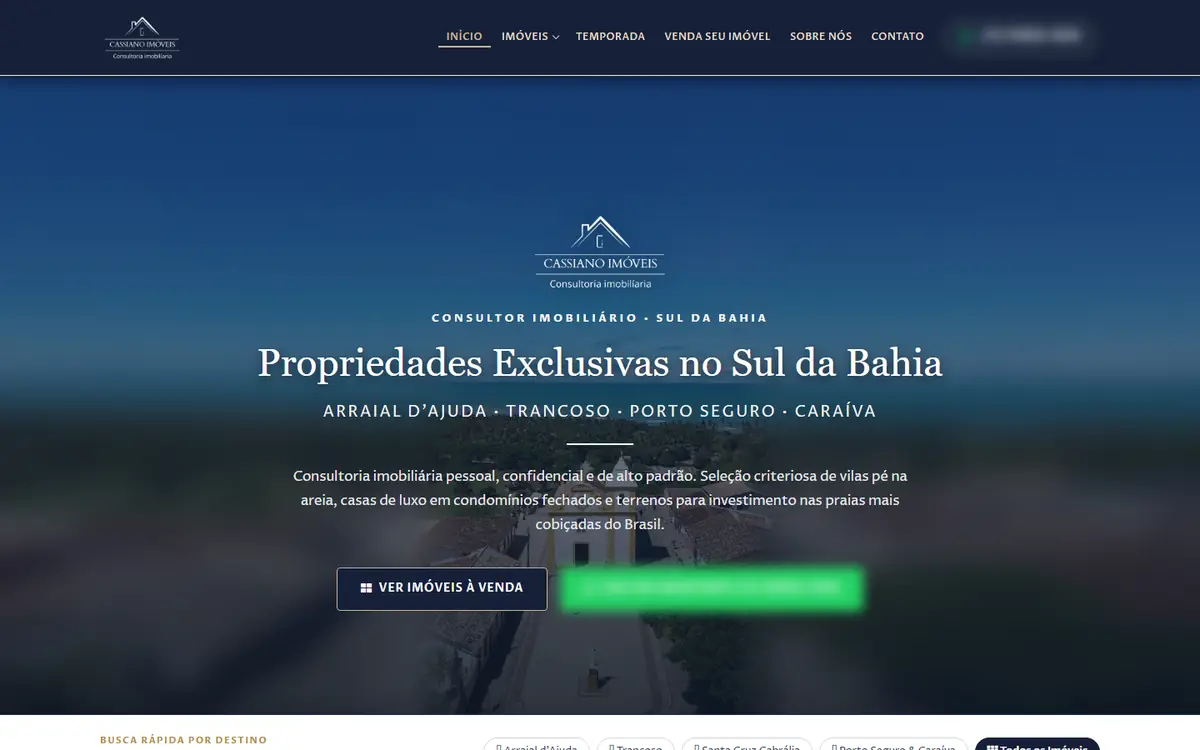 CASSIANO IMÓVEIS
Consultoria imobiliária
INÍCIO IMÓVEIS TEMPORADA VENDA SEU IMÓVEL SOBRE NÓS CONTATO
CASSIANO IMÓVEIS
Consultoria imobiliária
CONSULTOR IMOBILIÁRIO • SUL DA BAHIA
Propriedades Exclusivas no Sul da Bahia
ARRAIAL D’AJUDA • TRANCOSO • PORTO SEGURO • CARAÍVA
Consultoria imobiliária pessoal, confidencial e de alto padrão. Seleção criteriosa de vilas pé na
areia, casas de luxo em condomínios fechados e terrenos para investimento nas praias mais
cobiçadas do Brasil.
VER IMÓVEIS À VENDA
BUSCA RÁPIDA POR DESTINO
Arraial d'Ajuda Trancoso Santa Cruz Cabrália Porto Seguro & Caraíva Todos os Imóveis